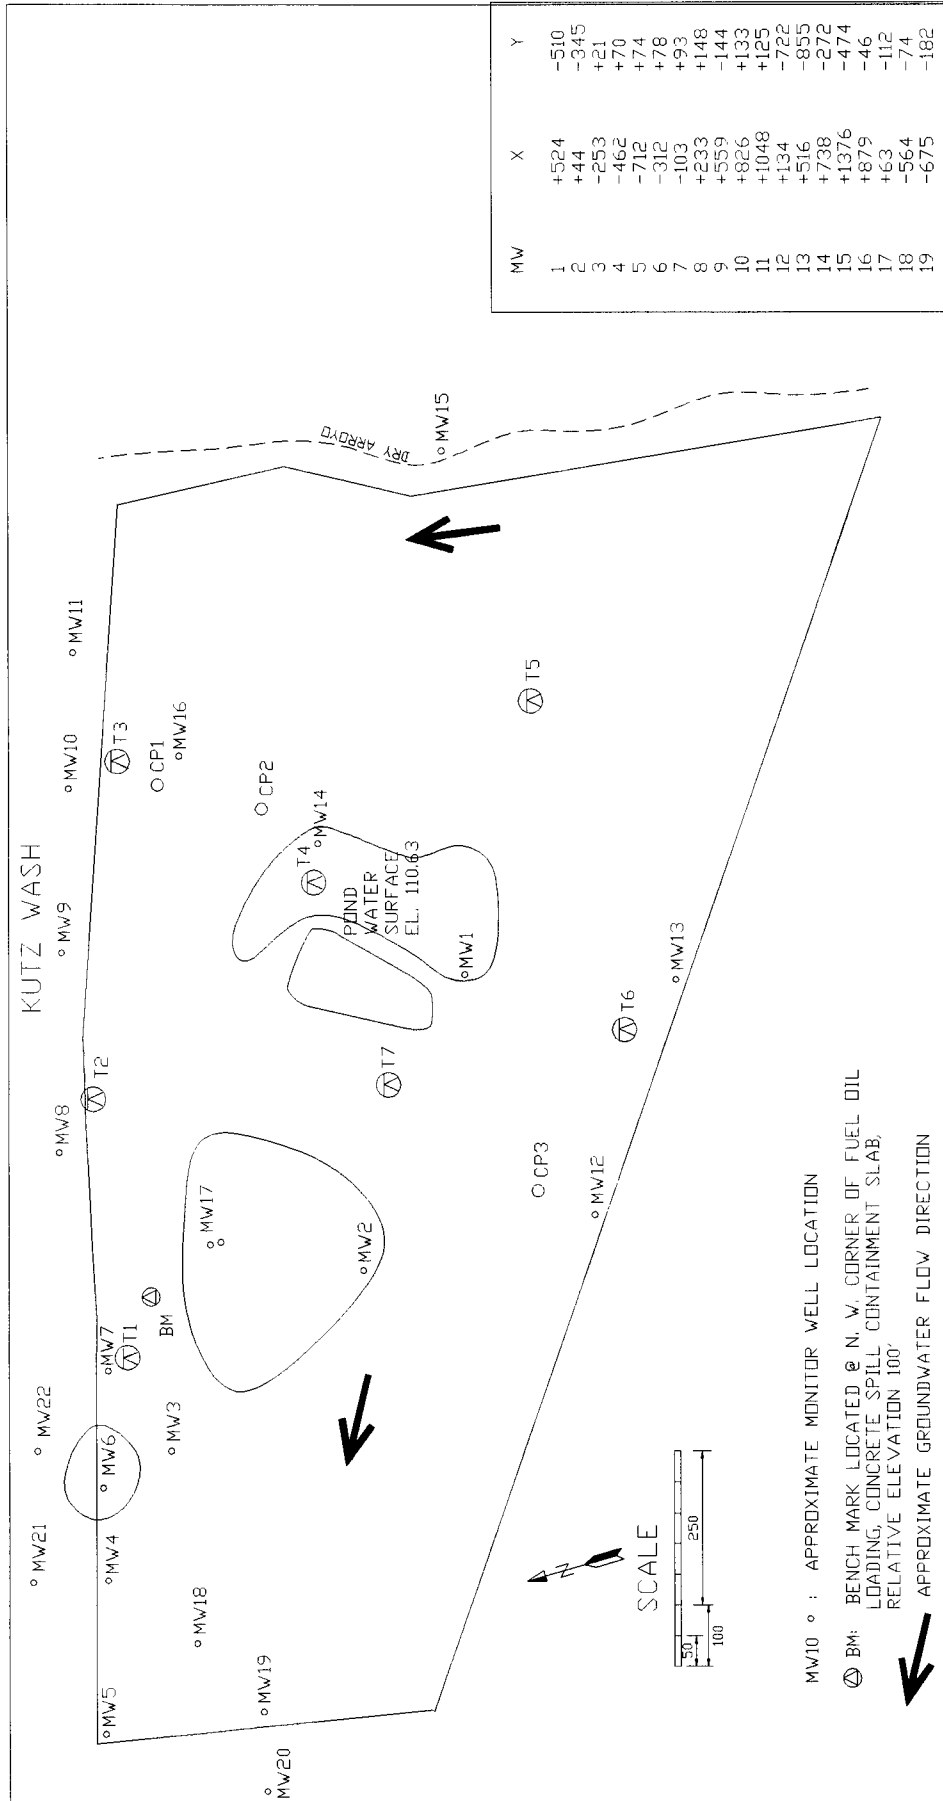 KUTZ WASH
MW21
MW22
MW8
MW9
MW10
MW11
MW5
MW4
MW6
MW7
T1
T2
T3
MW3
BM
CP1
MW16
DRY ARROYO
MW18
MW17
CP2
MW20
MW19
T4
MW14
POND
WATER
SURFACE
EL. 110.63
MW2
T7
MW15
MW1
CP3
T5
MW12
T6
MW13
N
SCALE
50
250
100
MW10 : APPROXIMATE MONITOR WELL LOCATION
BM: BENCH MARK LOCATED @ N. W. CORNER OF FUEL OIL
LOADING, CONCRETE SPILL CONTAINMENT SLAB,
RELATIVE ELEVATION 100'
APPROXIMATE GROUNDWATER FLOW DIRECTION
MW X Y
1 +524 -510
2 +44 -345
3 -253 +21
4 -462 +70
5 -712 +74
6 -312 +78
7 -103 +93
8 +233 +148
9 +559 -144
10 +826 +133
11 +1048 +125
12 +134 -722
13 +516 -855
14 +738 -272
15 +1376 -474
16 +879 -46
17 +63 -112
18 -564 -74
19 -675 -182